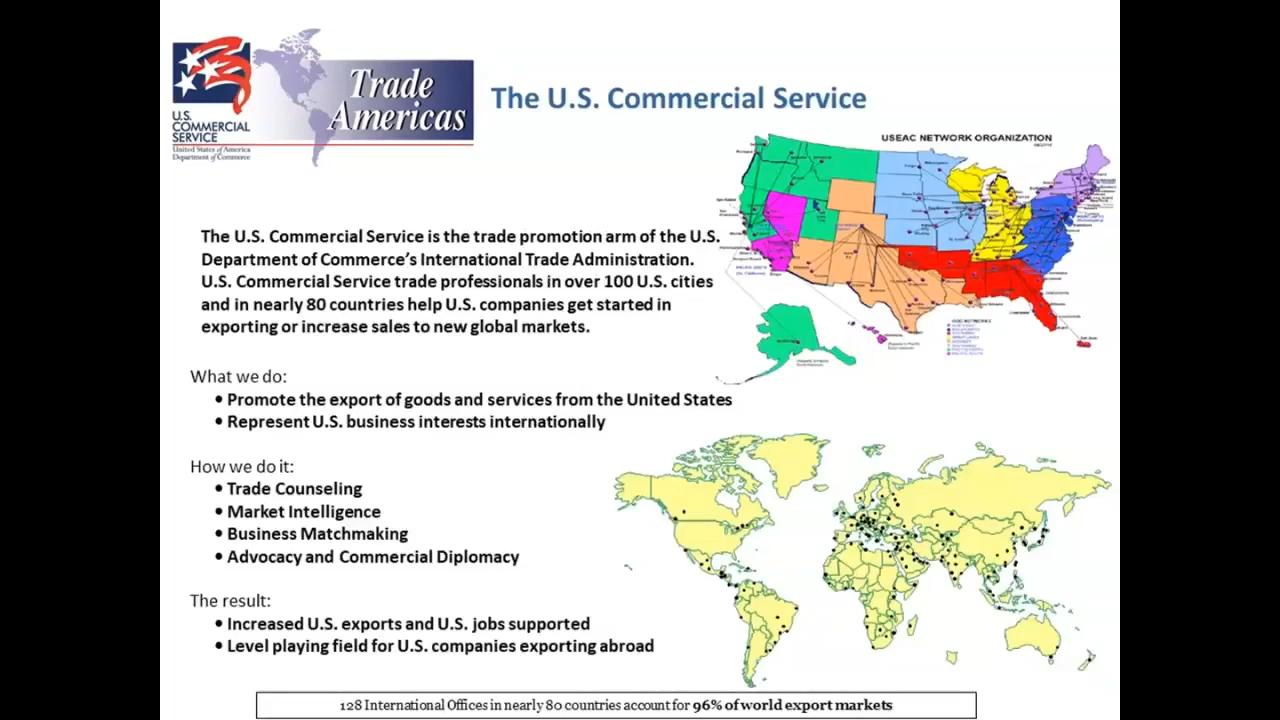 U.S.
COMMERCIAL
SERVICE
United States of America
Department of Commerce
Trade
Americas
The U.S. Commercial Service
USEAC NETWORK ORGANIZATION
The U.S. Commercial Service is the trade promotion arm of the U.S.
Department of Commerce’s International Trade Administration.
U.S. Commercial Service trade professionals in over 100 U.S. cities
and in nearly 80 countries help U.S. companies get started in
exporting or increase sales to new global markets.
What we do:
• Promote the export of goods and services from the United States
• Represent U.S. business interests internationally
How we do it:
• Trade Counseling
• Market Intelligence
• Business Matchmaking
• Advocacy and Commercial Diplomacy
The result:
• Increased U.S. exports and U.S. jobs supported
• Level playing field for U.S. companies exporting abroad
128 International Offices in nearly 80 countries account for 96% of world export markets